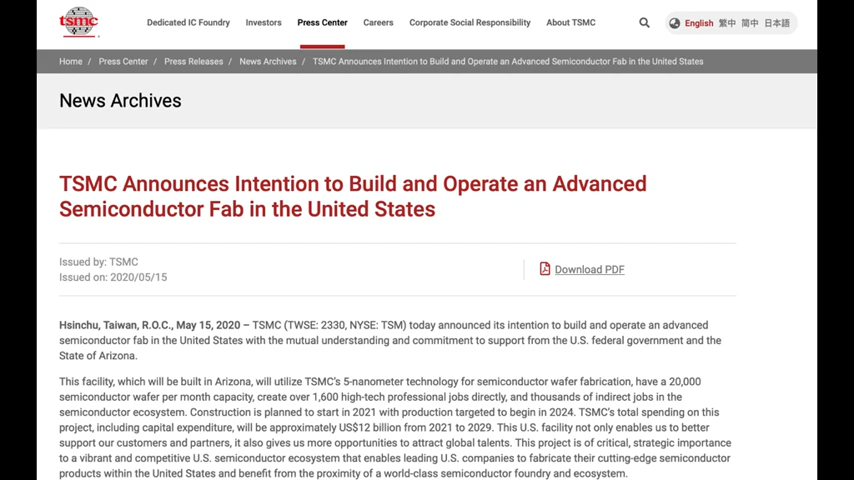 tsmc
Dedicated IC Foundry Investors Press Center Careers Corporate Social Responsibility About TSMC English 繁中 簡中 日本語
Home / Press Center / Press Releases / News Archives / TSMC Announces Intention to Build and Operate an Advanced Semiconductor Fab in the United States
News Archives
TSMC Announces Intention to Build and Operate an Advanced
Semiconductor Fab in the United States
Issued by: TSMC
Issued on: 2020/05/15
Download PDF
Hsinchu, Taiwan, R.O.C., May 15, 2020 – TSMC (TWSE: 2330, NYSE: TSM) today announced its intention to build and operate an advanced
semiconductor fab in the United States with the mutual understanding and commitment to support from the U.S. federal government and the
State of Arizona.
This facility, which will be built in Arizona, will utilize TSMC's 5-nanometer technology for semiconductor wafer fabrication, have a 20,000
semiconductor wafer per month capacity, create over 1,600 high-tech professional jobs directly, and thousands of indirect jobs in the
semiconductor ecosystem. Construction is planned to start in 2021 with production targeted to begin in 2024. TSMC's total spending on this
project, including capital expenditure, will be approximately US$12 billion from 2021 to 2029. This U.S. facility not only enables us to better
support our customers and partners, it also gives us more opportunities to attract global talents. This project is of critical, strategic importance
to a vibrant and competitive U.S. semiconductor ecosystem that enables leading U.S. companies to fabricate their cutting-edge semiconductor
products within the United States and benefit from the proximity of a world-class semiconductor foundry and ecosystem.